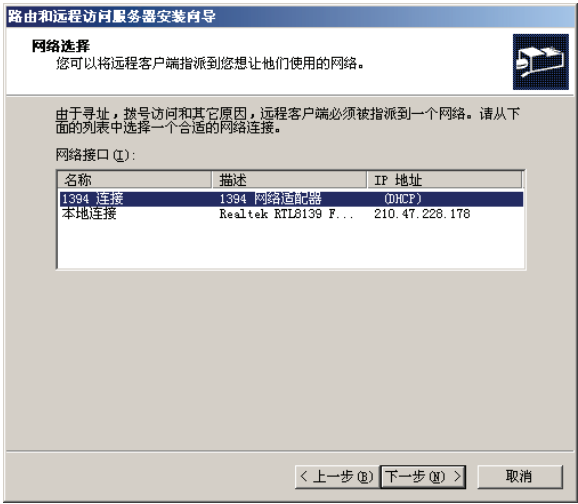 路由和远程访问服务器安装向导
网络选择
您可以将远程客户端指派到您想让他们使用的网络。
由于寻址，拨号访问和其它原因，远程客户端必须被指派到一个网络。请从下
面的列表中选择一个合适的网络连接。
网络接口(I):
名称 描述 IP 地址
1394 连接 1394 网络适配器 (DHCP)
本地连接 Realtek RTL8139 F... 210.47.228.178
< 上一步(B) 下一步(N) > 取消